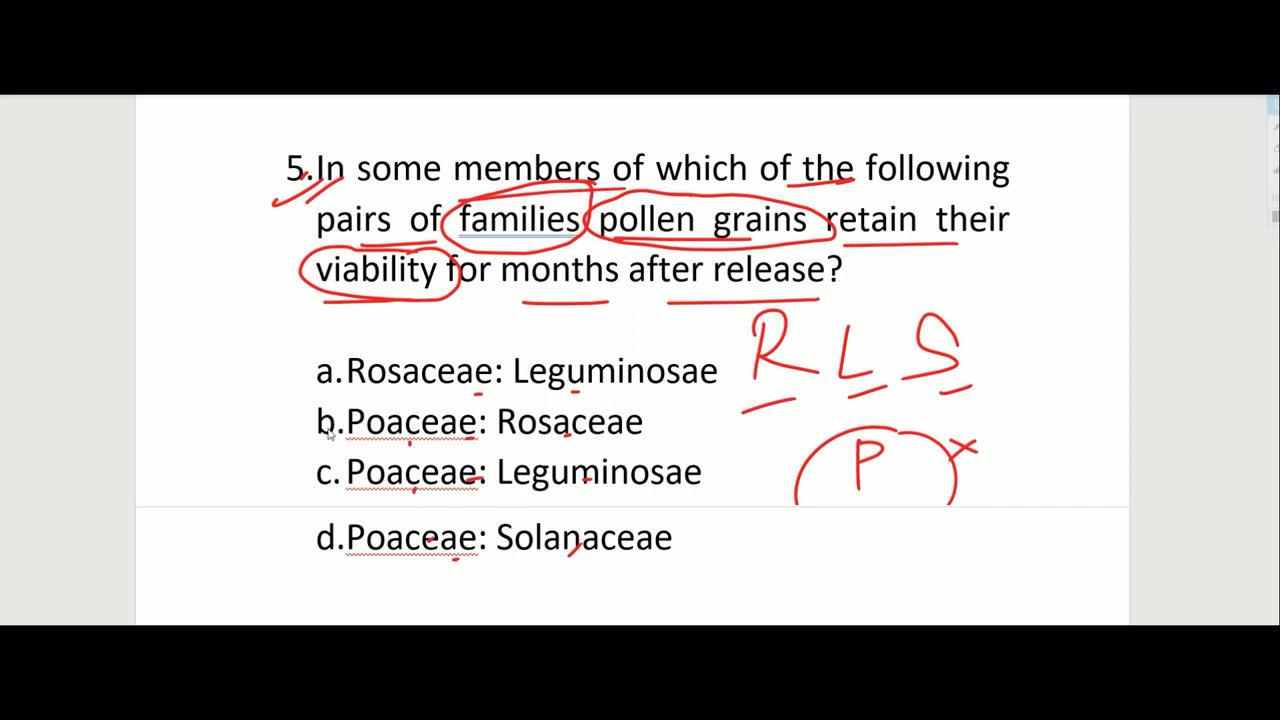 5.In some members of which of the following
pairs of families pollen grains retain their
viability for months after release?
a.Rosaceae: Leguminosae
R L S
b.Poaceae: Rosaceae
P x
c. Poaceae: Leguminosae
d.Poaceae: Solanaceae